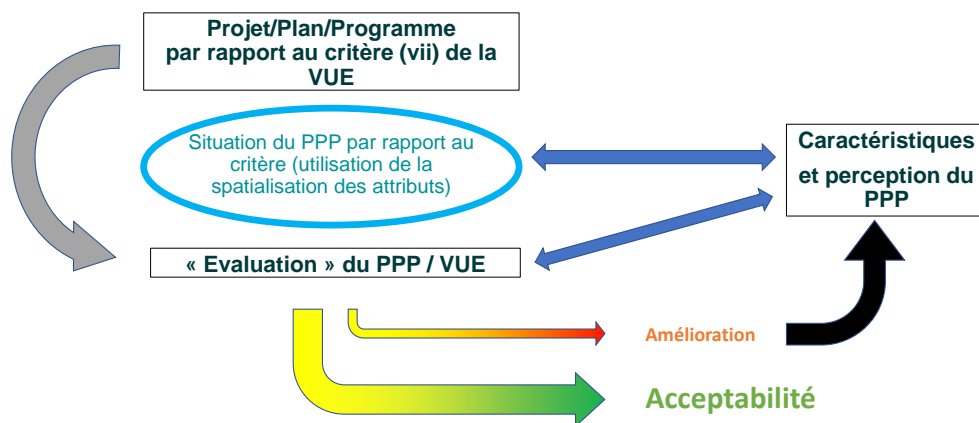 Projet/Plan/Programme
par rapport au critère (vii) de la
VUE
Situation du PPP par rapport au
critère (utilisation de la
spatialisation des attributs)
Caractéristiques
et perception du
PPP
« Evaluation » du PPP / VUE
Amélioration
Acceptabilité